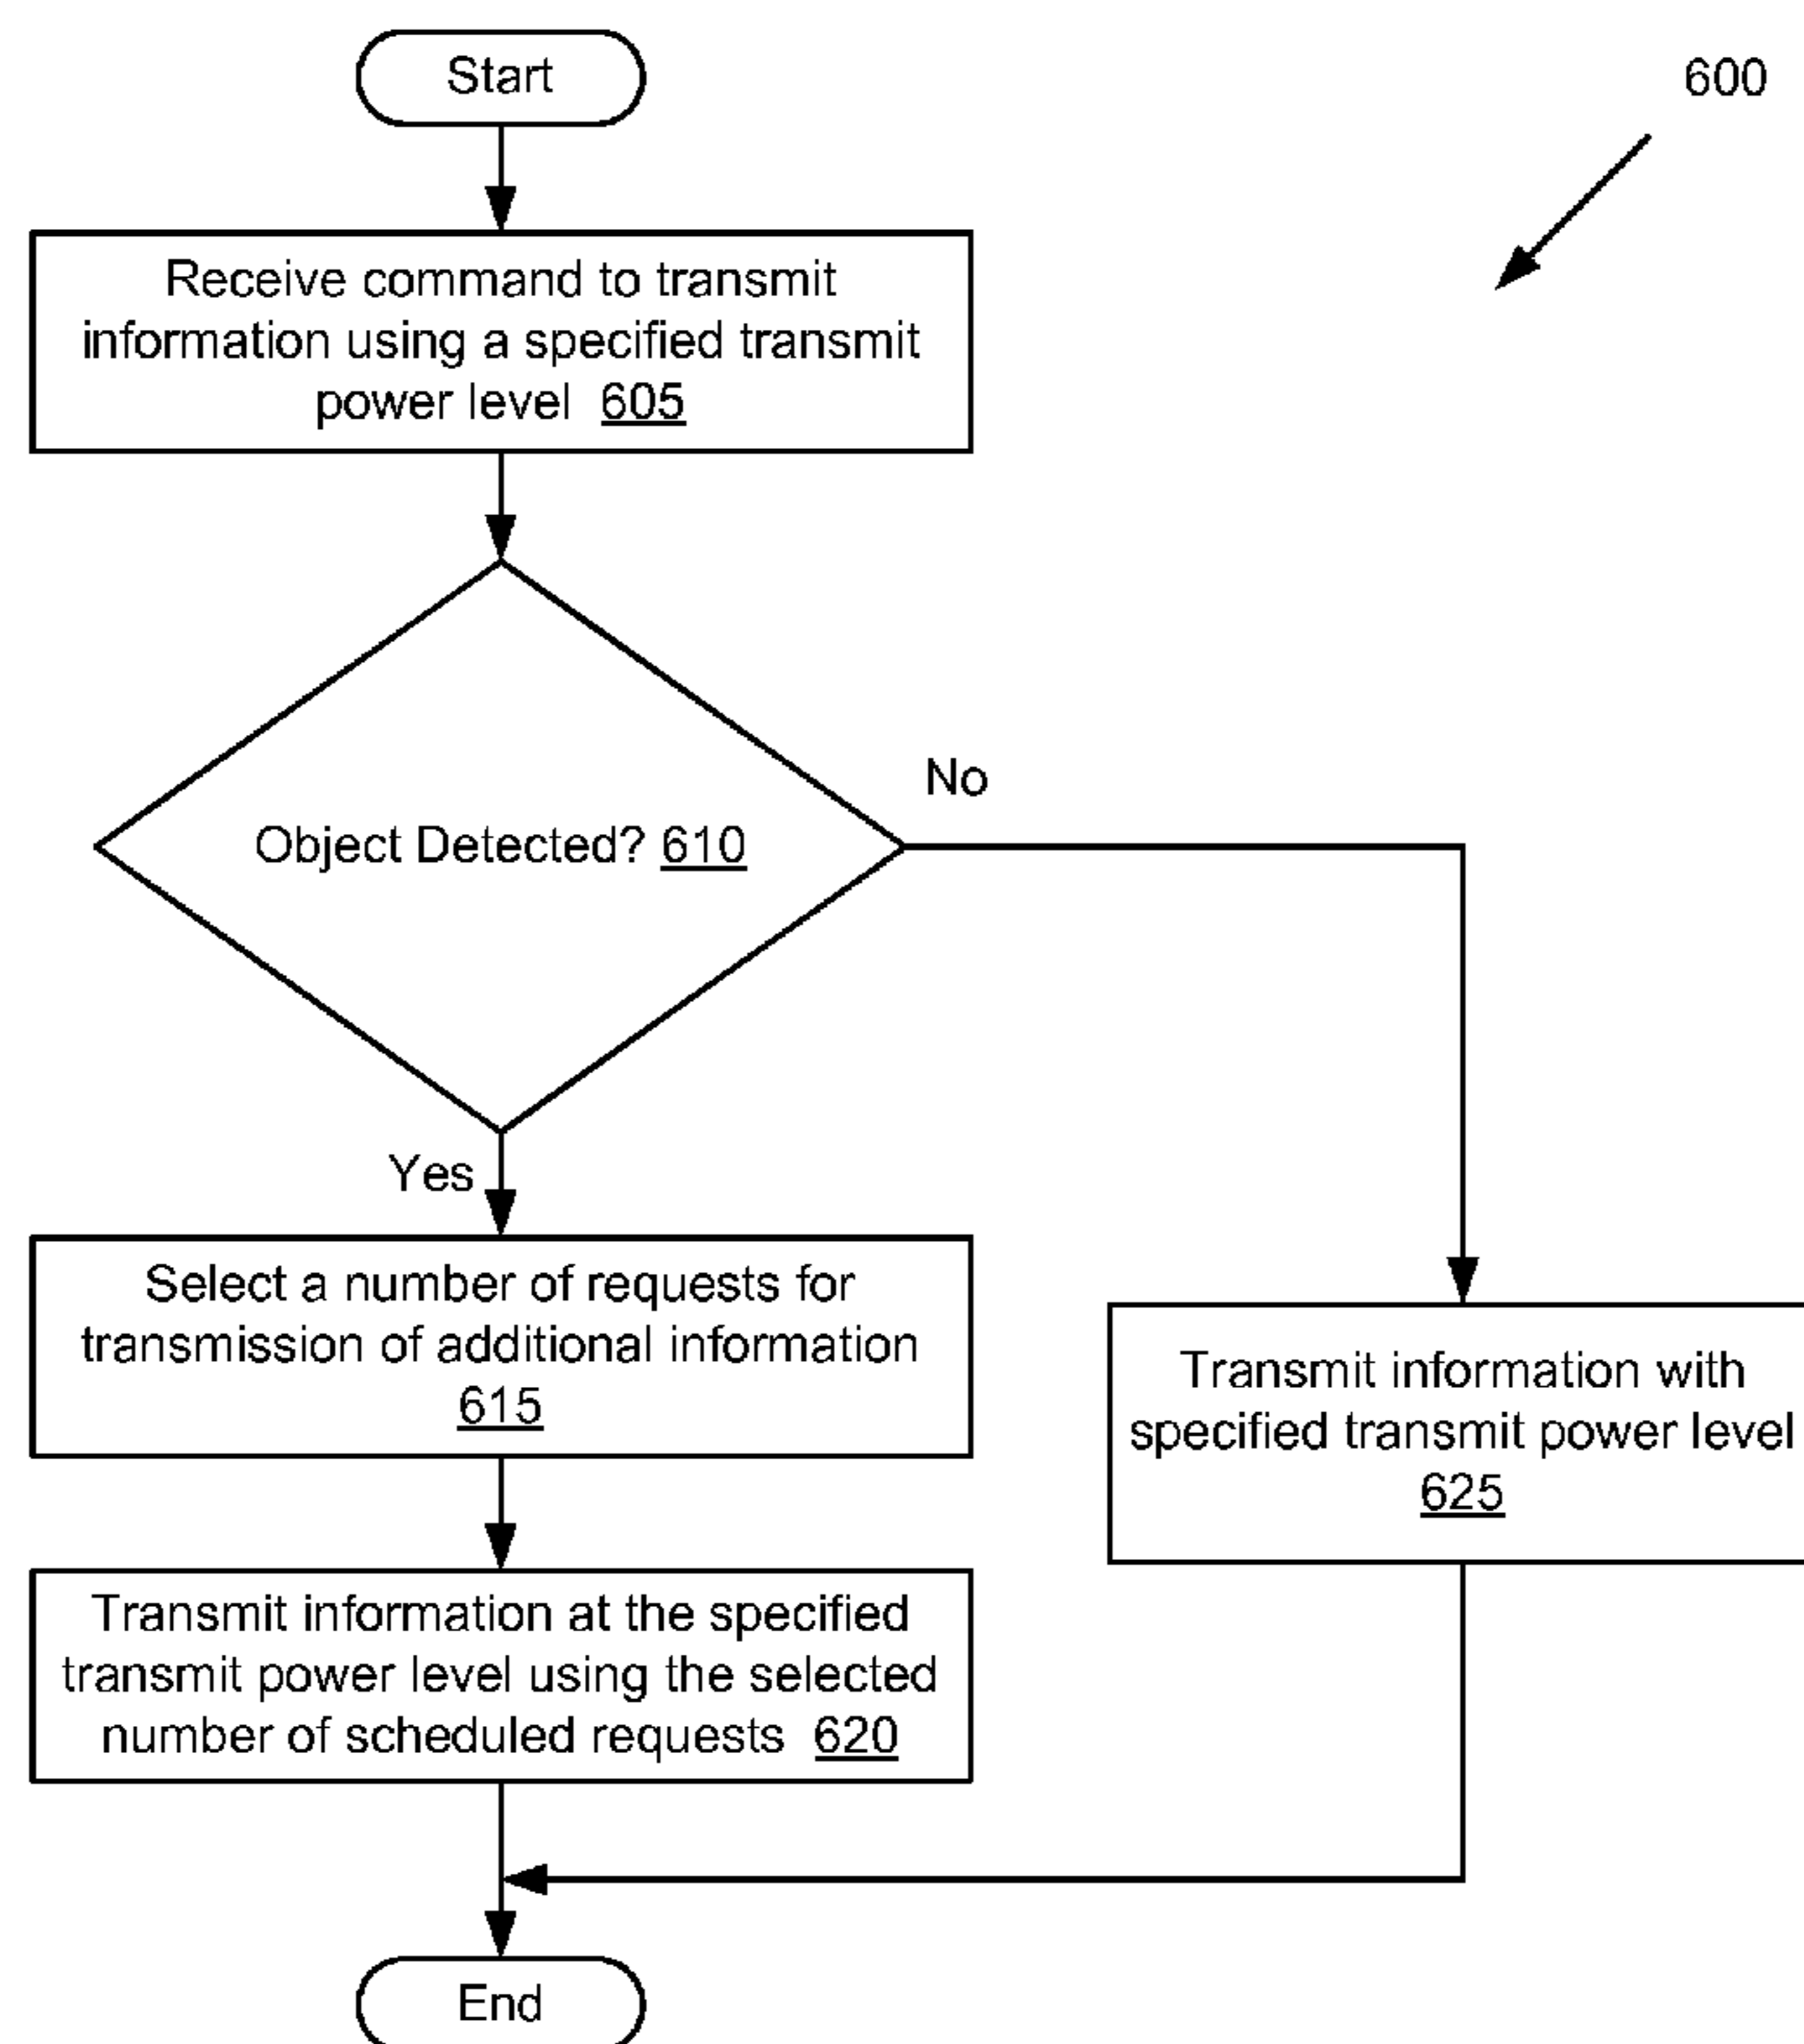 Start
600
Receive command to transmit
information using a specified transmit
power level 605
Object Detected? 610
No
Yes
Select a number of requests for
transmission of additional information
615
Transmit information with
specified transmit power level
625
Transmit information at the specified
transmit power level using the selected
number of scheduled requests 620
End